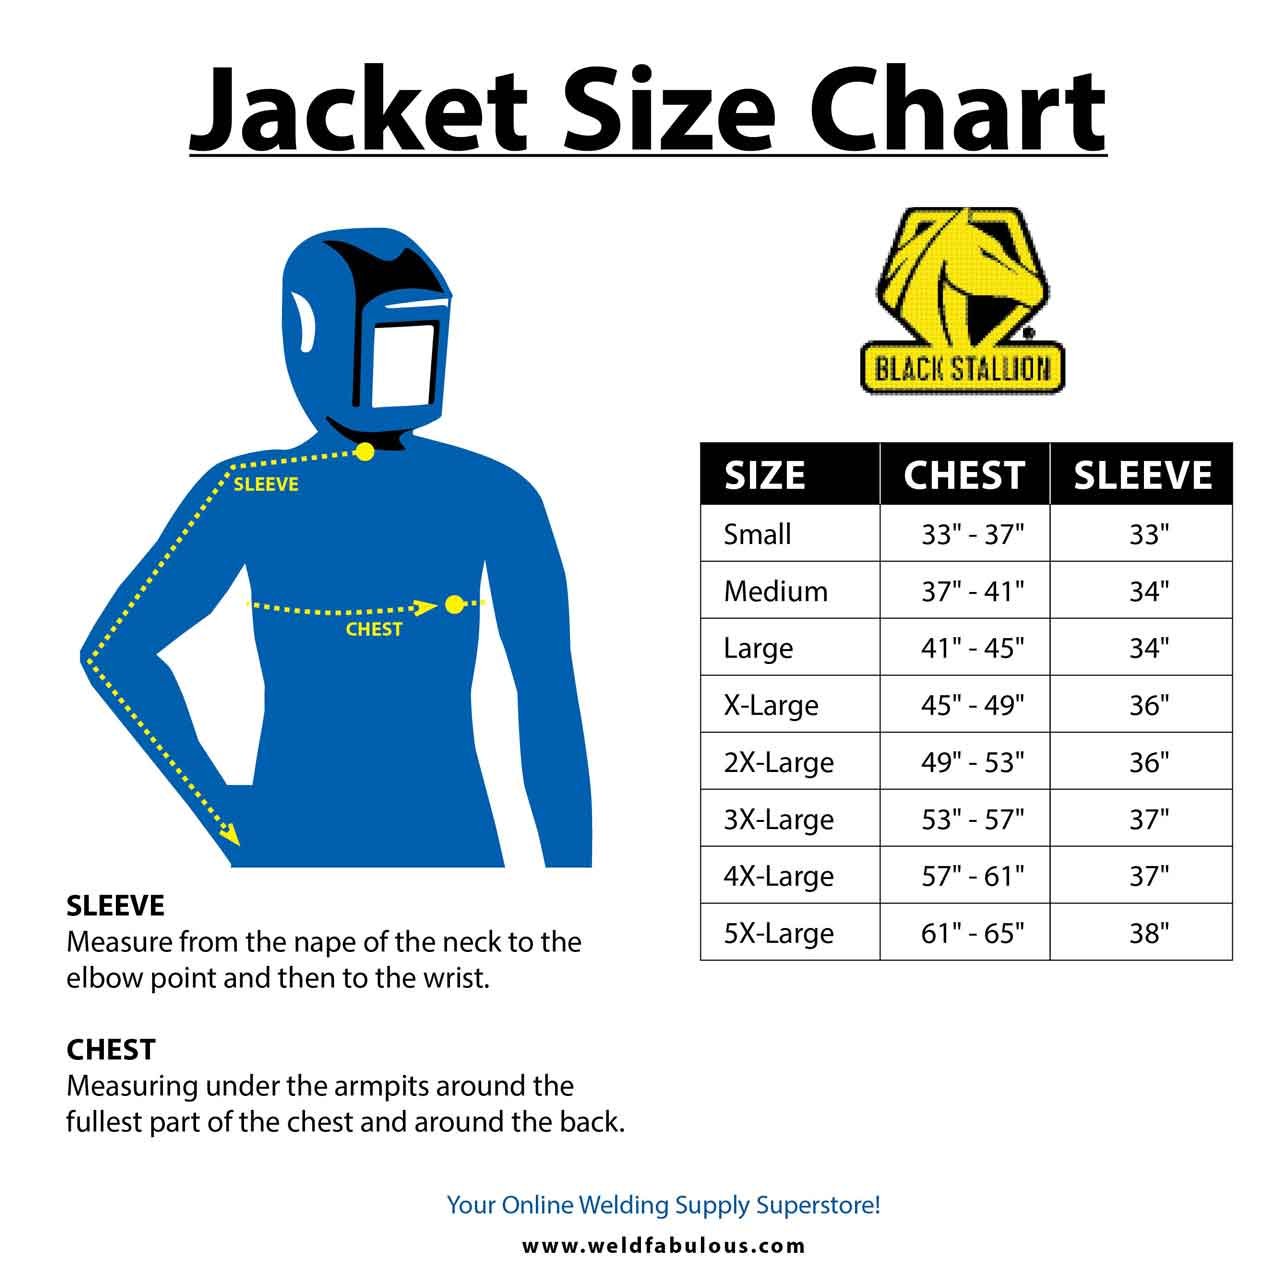 Jacket Size Chart
BLACK STALLION
®
SLEEVE
CHEST
SIZE CHEST SLEEVE
Small 33" - 37" 33"
Medium 37" - 41" 34"
Large 41" - 45" 34"
X-Large 45" - 49" 36"
2X-Large 49" - 53" 36"
3X-Large 53" - 57" 37"
4X-Large 57" - 61" 37"
5X-Large 61" - 65" 38"
SLEEVE
Measure from the nape of the neck to the
elbow point and then to the wrist.
CHEST
Measuring under the armpits around the
fullest part of the chest and around the back.
Your Online Welding Supply Superstore!
www.weldfabulous.com